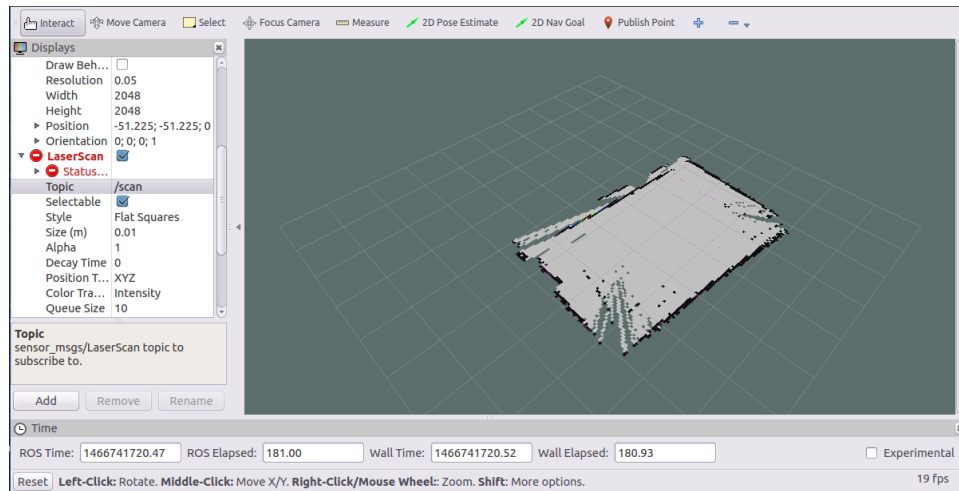 Interact Move Camera Select Focus Camera Measure 2D Pose Estimate 2D Nav Goal Publish Point
Displays
Draw Beh...
Resolution 0.05
Width 2048
Height 2048
Position -51.225; -51.225; 0
Orientation 0; 0; 0; 1
LaserScan
Status...
Topic /scan
Selectable
Style Flat Squares
Size (m) 0.01
Alpha 1
Decay Time 0
Position T... XYZ
Color Tra... Intensity
Queue Size 10
Topic
sensor_msgs/LaserScan topic to
subscribe to.
Add Remove Rename
Time
ROS Time: 1466741720.47 ROS Elapsed: 181.00 Wall Time: 1466741720.52 Wall Elapsed: 180.93 Experimental
Reset Left-Click: Rotate. Middle-Click: Move X/Y. Right-Click/Mouse Wheel:: Zoom. Shift: More options. 19 fps